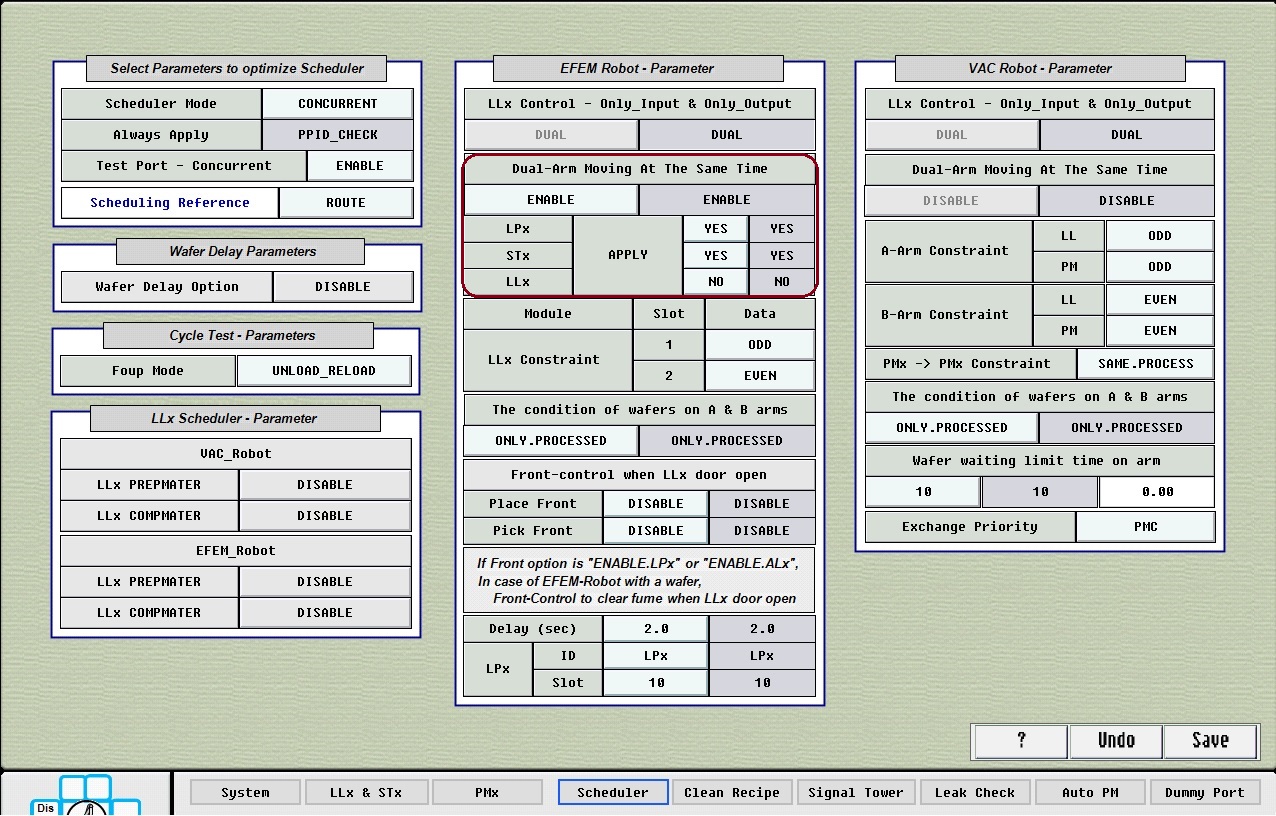 Select Parameters to optimize Scheduler
Scheduler Mode CONCURRENT
Always Apply PPID_CHECK
Test Port - Concurrent ENABLE
Scheduling Reference ROUTE
Wafer Delay Parameters
Wafer Delay Option DISABLE
Cycle Test - Parameters
Foup Mode UNLOAD_RELOAD
LLx Scheduler - Parameter
VAC_Robot
LLx PREPMATER DISABLE
LLx COMPMATER DISABLE
EFEM_Robot
LLx PREPMATER DISABLE
LLx COMPMATER DISABLE
EFEM Robot - Parameter
LLx Control - Only_Input & Only_Output
DUAL DUAL
Dual-Arm Moving At The Same Time
ENABLE ENABLE
LPx YES YES
STx APPLY YES YES
LLx NO NO
Module Slot Data
LLx Constraint
1 ODD
2 EVEN
The condition of wafers on A & B arms
ONLY.PROCESSED ONLY.PROCESSED
Front-control when LLx door open
Place Front DISABLE DISABLE
Pick Front DISABLE DISABLE
If Front option is "ENABLE.LPx" or "ENABLE.ALx",
In case of EFEM-Robot with a wafer,
Front-Control to clear fume when LLx door open
Delay (sec) 2.0 2.0
LPx
ID LPx LPx
Slot 10 10
VAC Robot - Parameter
LLx Control - Only_Input & Only_Output
DUAL DUAL
Dual-Arm Moving At The Same Time
DISABLE DISABLE
A-Arm Constraint
LL ODD
PM ODD
B-Arm Constraint
LL EVEN
PM EVEN
PMx -> PMx Constraint SAME.PROCESS
The condition of wafers on A & B arms
ONLY.PROCESSED ONLY.PROCESSED
Wafer waiting limit time on arm
10 10 0.00
Exchange Priority PMC
? Undo Save
Dis
System LLx & STx PMx Scheduler Clean Recipe Signal Tower Leak Check Auto PM Dummy Port